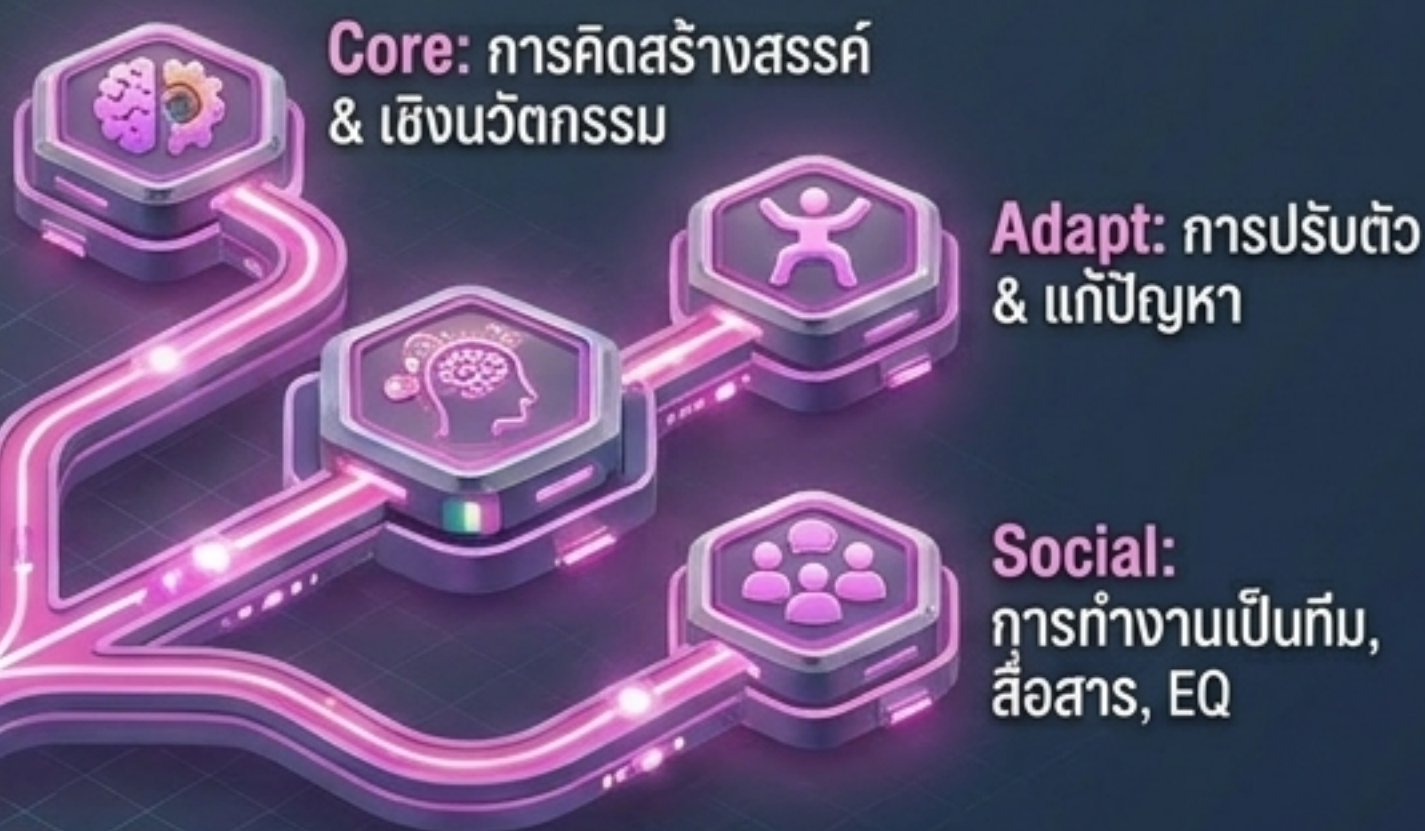 Core: การคิดสร้างสรรค์
& เชิงนวัตกรรม
Adapt: การปรับตัว
& แก้ปัญหา
Social:
การทำงานเป็นทีม,
สื่อสาร, EQ